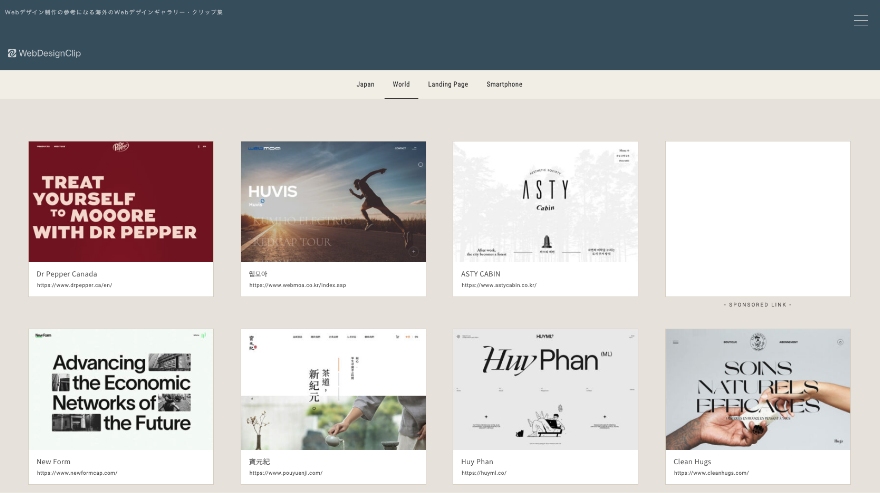 Webデザイン制作の参考になる海外のWebデザインギャラリー・クリップ集
WebDesignClip
Japan
World
Landing Page
Smartphone
TREAT
YOURSELF
TO MOOORE
WITH DR PEPPER
Dr Pepper Canada
https://www.drpepper.ca/en/
HUVIS
웹모아
https://www.webmoa.co.kr/index.asp
ASTY
Cabin
ASTY CABIN
https://www.astycabin.co.kr/
- SPONSORED LINK -
New Form
Advancing
the Economic
Networks of
the Future
New Form
https://www.newformcap.com/
茶道，
新紀元。
寶元紀
https://www.pouyuanji.com/
HUYML®
Huy Phan (ML)
Huy Phan
https://huyml.co/
SOINS
NATURELS
EFFICACES
Clean Hugs
https://www.cleanhugs.com/